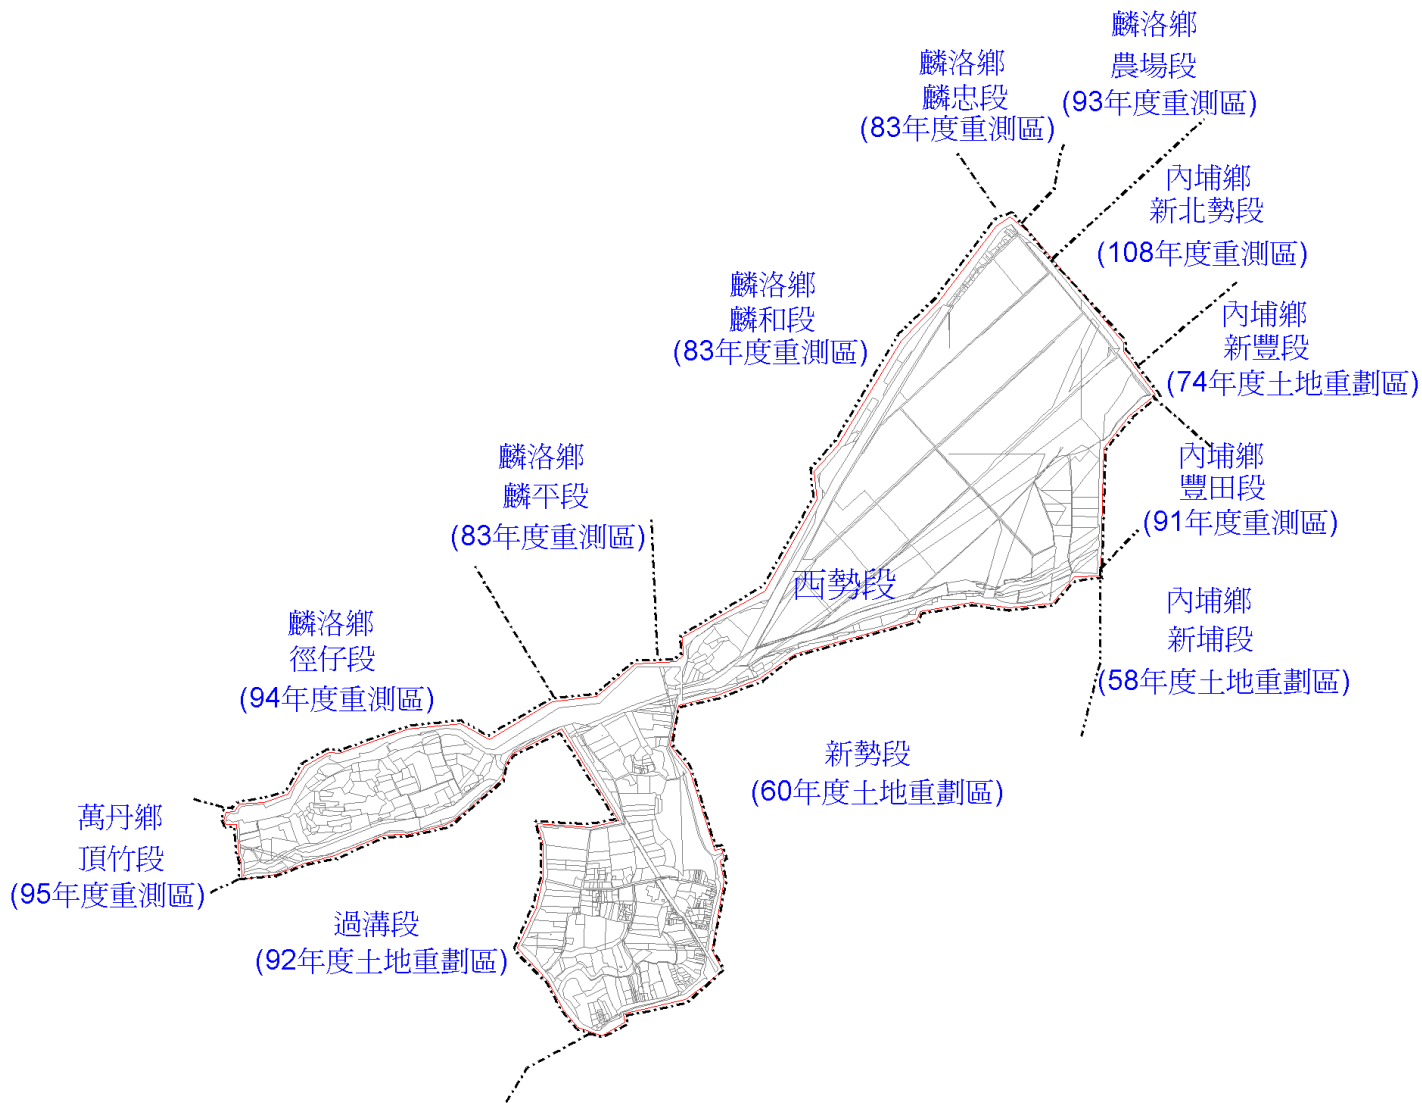 麟洛鄉
農場段
(93年度重測區)
麟洛鄉
麟忠段
(83年度重測區)
內埔鄉
新北勢段
(108年度重測區)
麟洛鄉
麟和段
(83年度重測區)
內埔鄉
新豐段
(74年度土地重劃區)
麟洛鄉
麟平段
(83年度重測區)
內埔鄉
豐田段
(91年度重測區)
西勢段
內埔鄉
新埔段
(58年度土地重劃區)
麟洛鄉
徑仔段
(94年度重測區)
新勢段
(60年度土地重劃區)
萬丹鄉
頂竹段
(95年度重測區)
過溝段
(92年度土地重劃區)